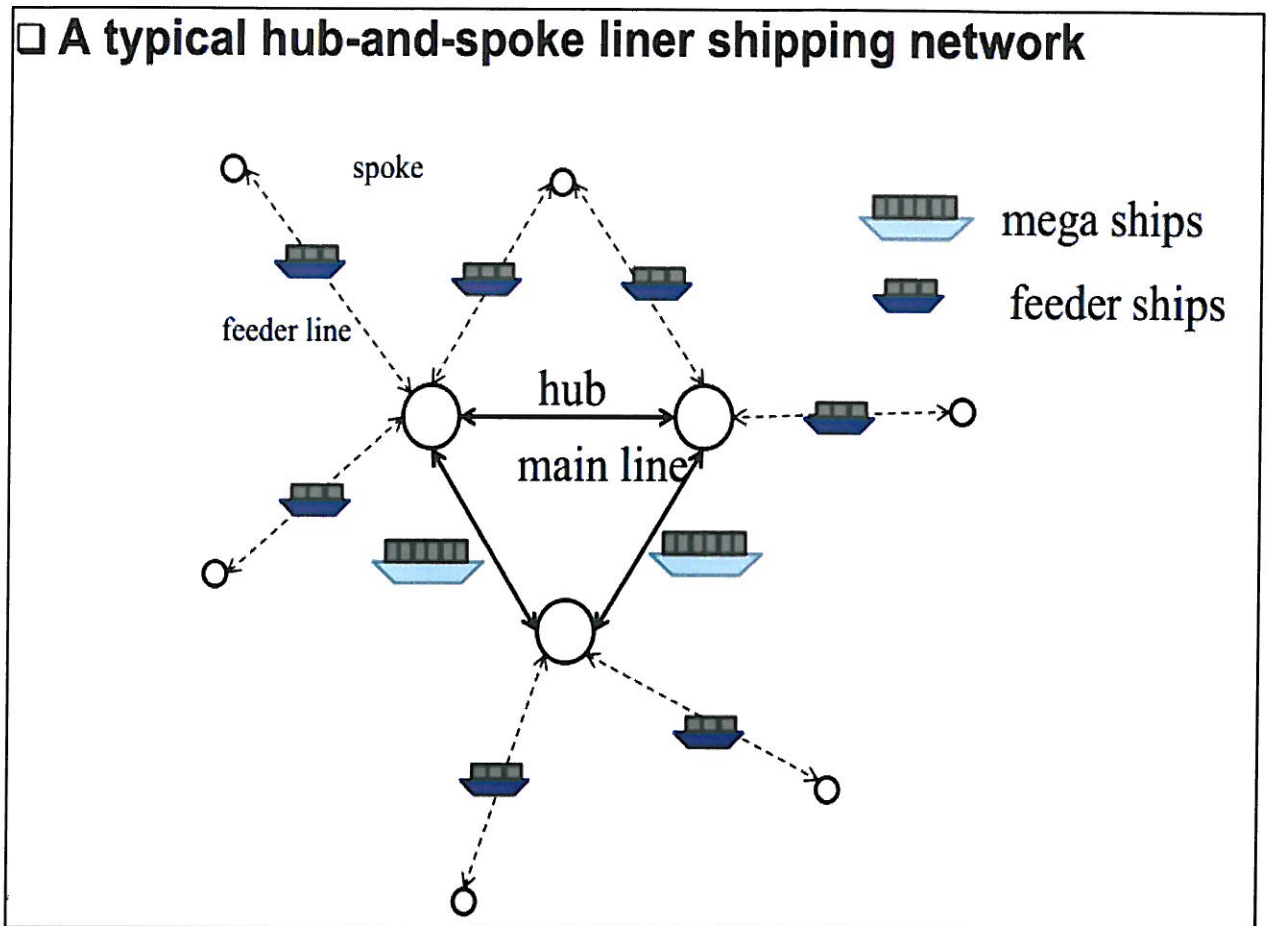 ❑ A typical hub-and-spoke liner shipping network
spoke
mega ships
feeder ships
feeder line
hub
main line